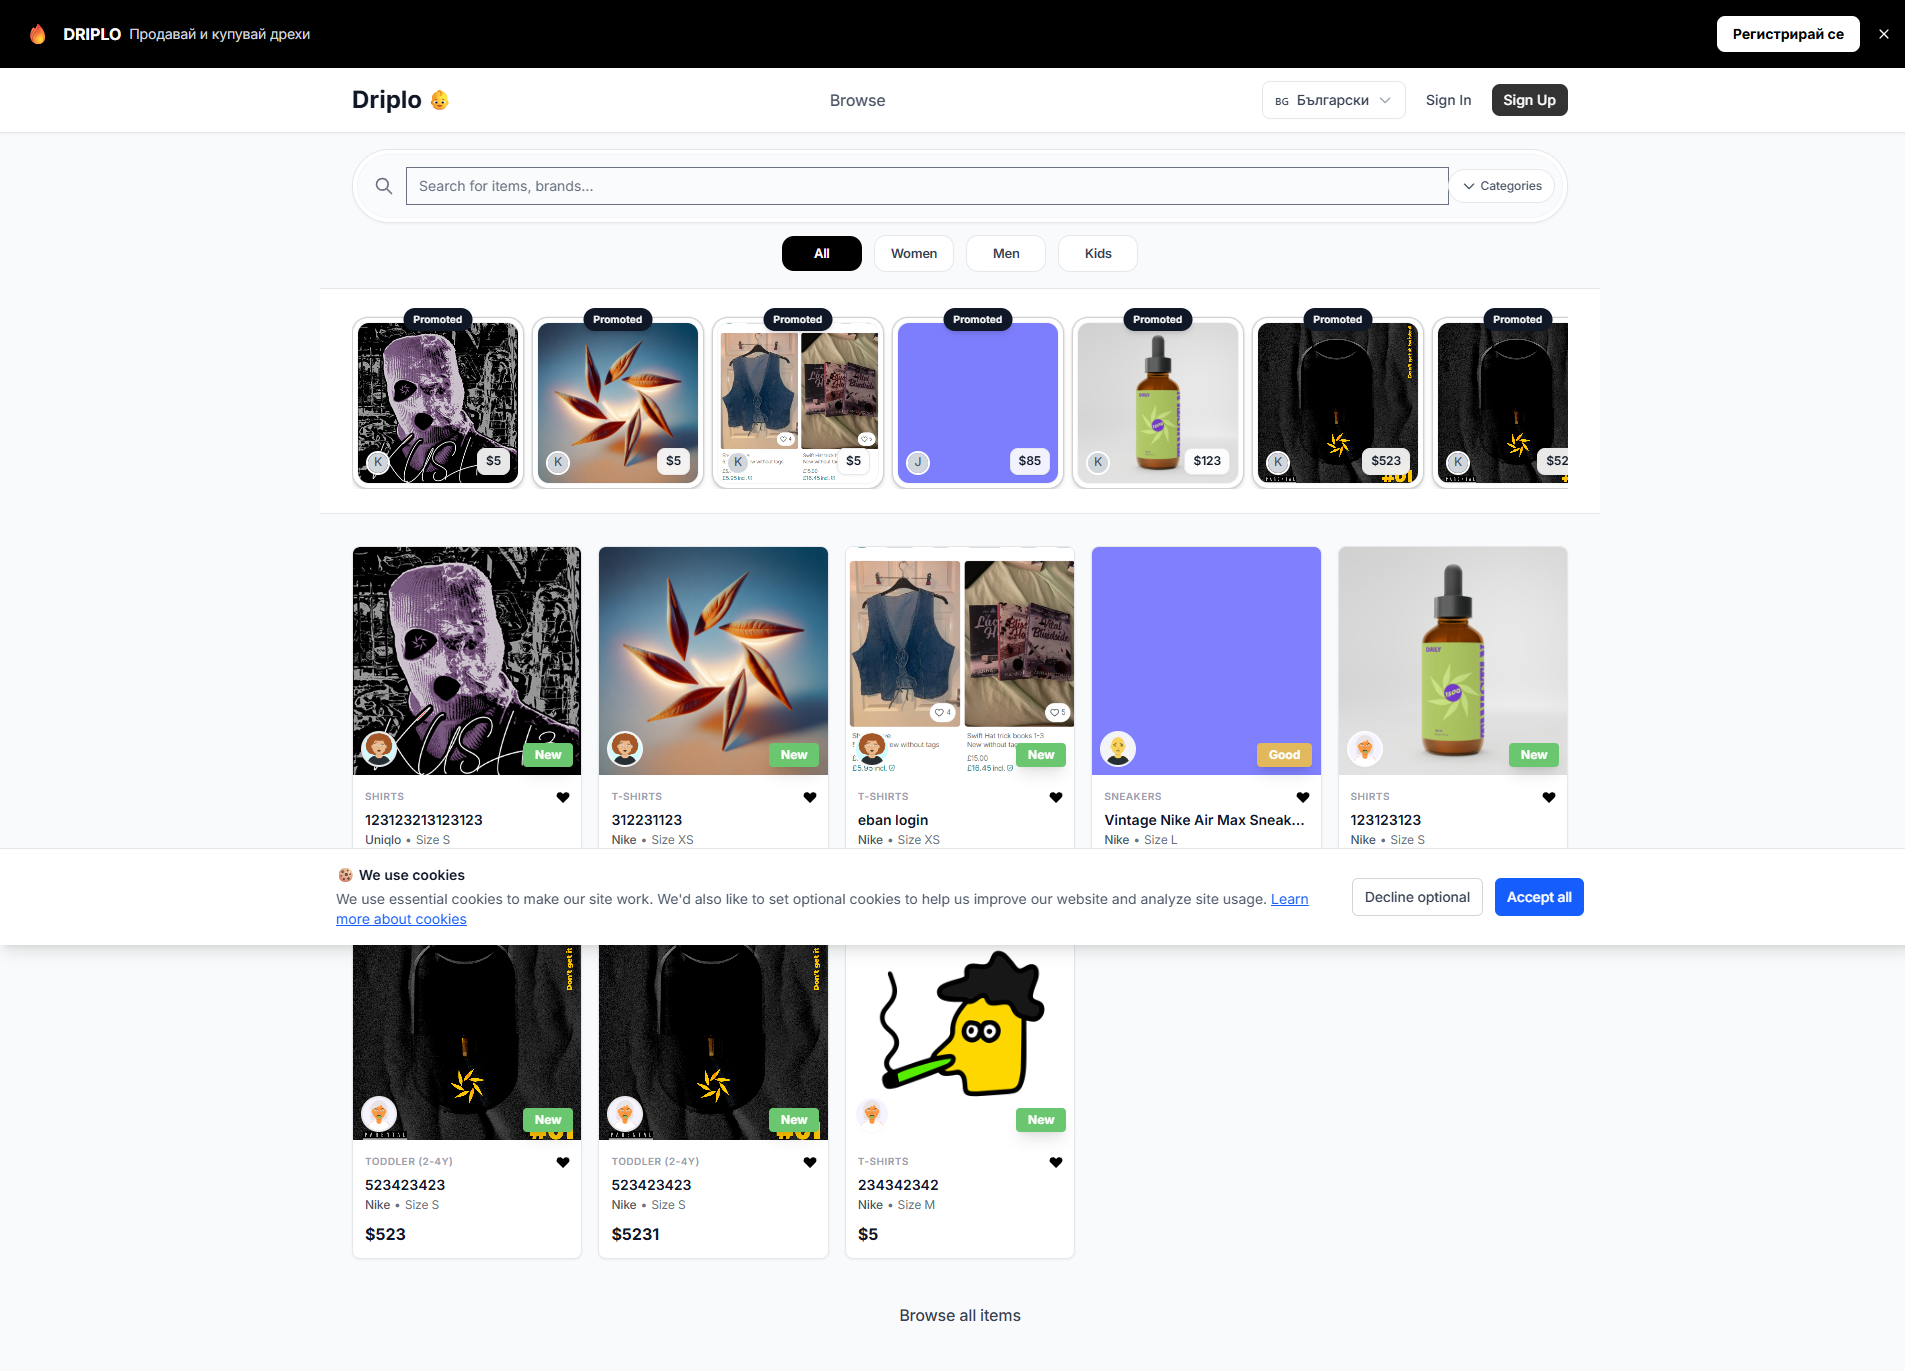 DRIPLO Продавай и купувай дрехи
Регистрирай се
Driplo
Browse
BG Български
Sign In
Sign Up
Search for items, brands...
Categories
All
Women
Men
Kids
Promoted
Promoted
Promoted
Promoted
Promoted
Promoted
Promoted
K
$5
K
$5
K
$5
J
$85
K
$123
K
$523
K
$52
New
New
New
Good
New
SHIRTS
123123213123123
Uniqlo • Size S
T-SHIRTS
312231123
Nike • Size XS
T-SHIRTS
eban login
Nike • Size XS
SNEAKERS
Vintage Nike Air Max Sneak...
Nike • Size L
SHIRTS
123123123
Nike • Size S
We use cookies
We use essential cookies to make our site work. We'd also like to set optional cookies to help us improve our website and analyze site usage. Learn
more about cookies
Decline optional
Accept all
Don't get it
Don't get it
New
New
New
TODDLER (2-4Y)
523423423
Nike • Size S
$523
TODDLER (2-4Y)
523423423
Nike • Size S
$5231
T-SHIRTS
234342342
Nike • Size M
$5
Browse all items